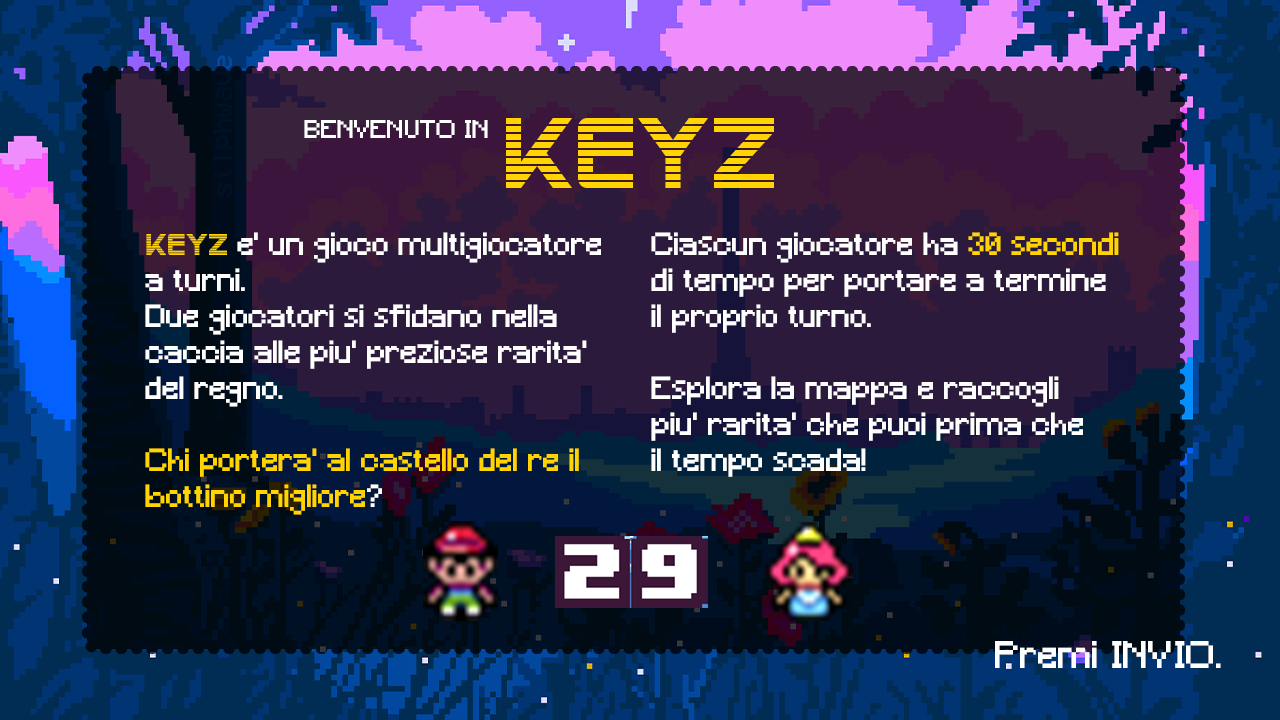 BENVENUTO IN KEYZ
KEYZ e' un gioco multigiocatore
a turni.
Due giocatori si sfidano nella
caccia alle piu' preziose rarita'
del regno.
Chi portera' al castello del re il
bottino migliore?
Ciascun giocatore ha 30 secondi
di tempo per portare a termine
il proprio turno.
Esplora la mappa e raccogli
piu' rarita' che puoi prima che
il tempo scada!
29
Premi INVIO.